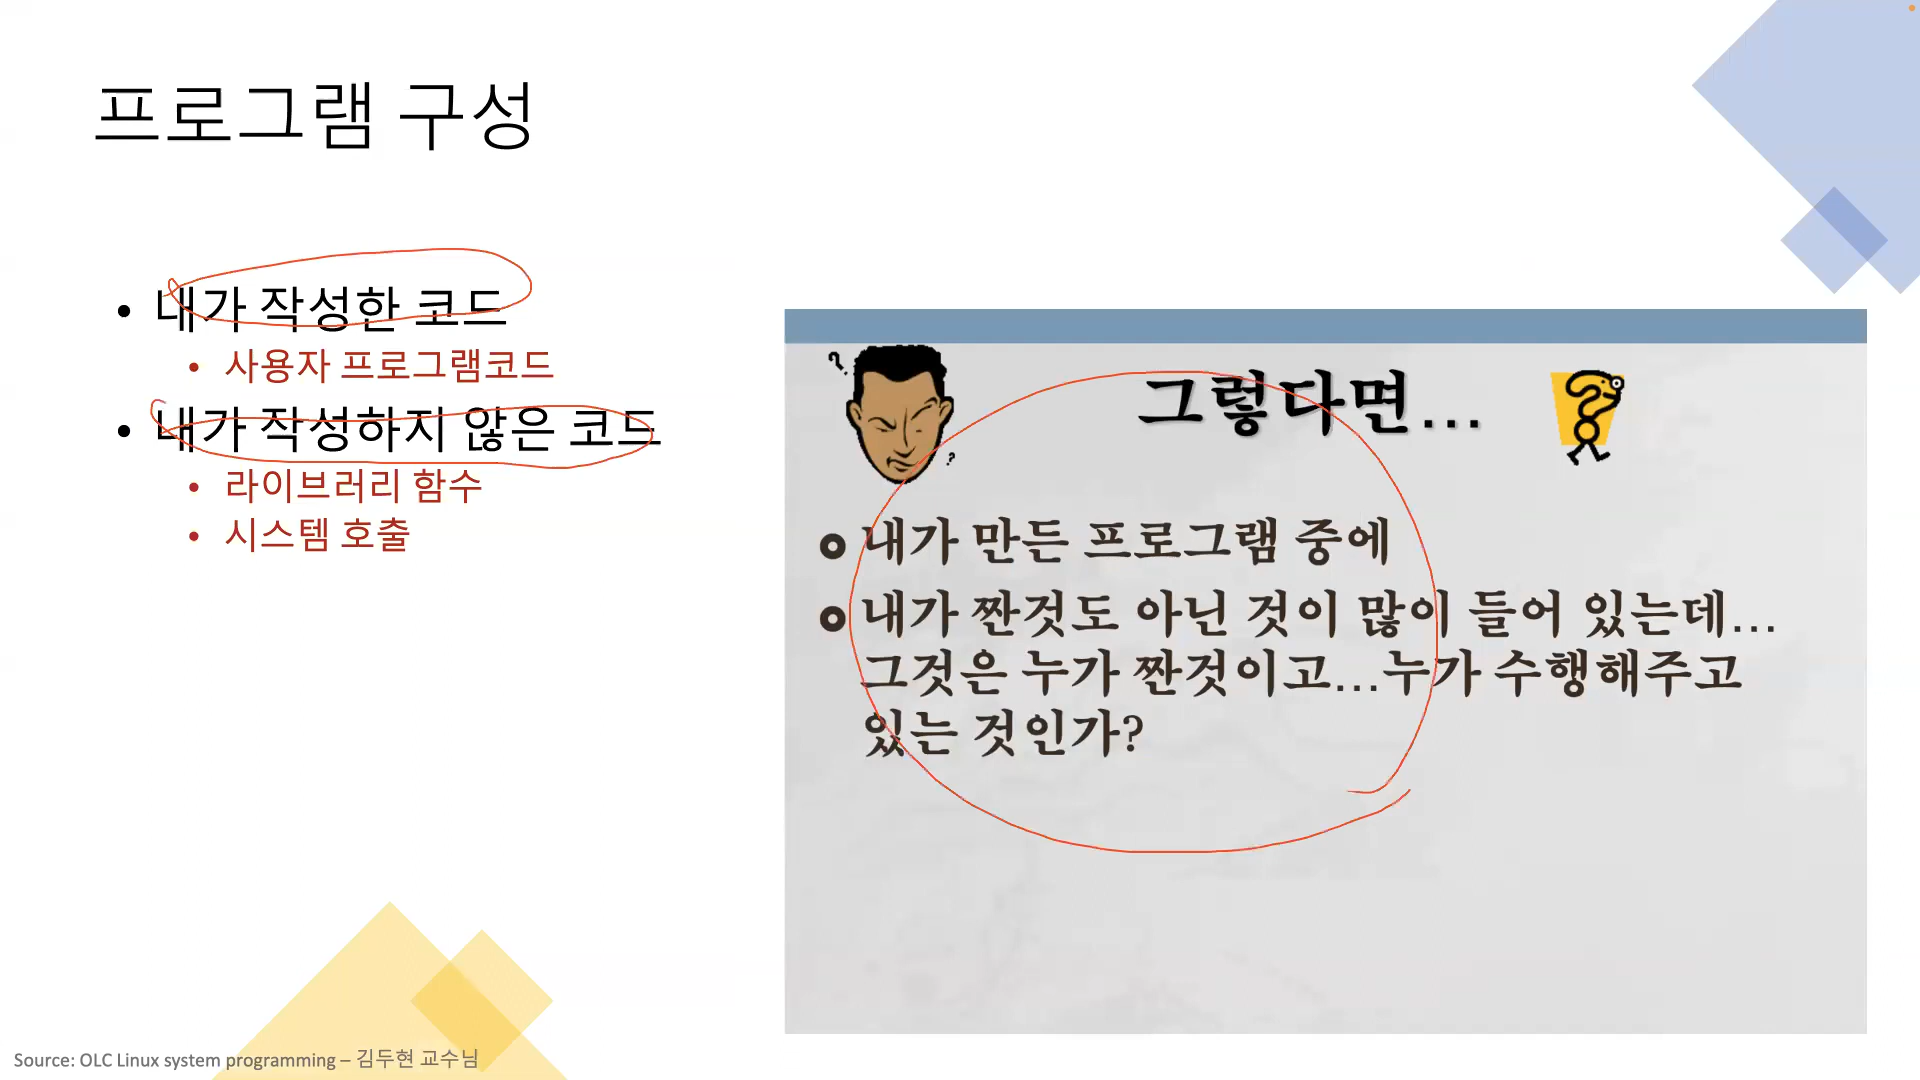 프로그램 구성
• 내가 작성한 코드
• 사용자 프로그램코드
• 내가 작성하지 않은 코드
• 라이브러리 함수
• 시스템 호출
그렇다면...
내가 만든 프로그램 중에
내가 짠것도 아닌 것이 많이 들어 있는데...
그것은 누가 짠것이고...누가 수행해주고
있는 것인가?
Source: OLC Linux system programming – 김두현 교수님